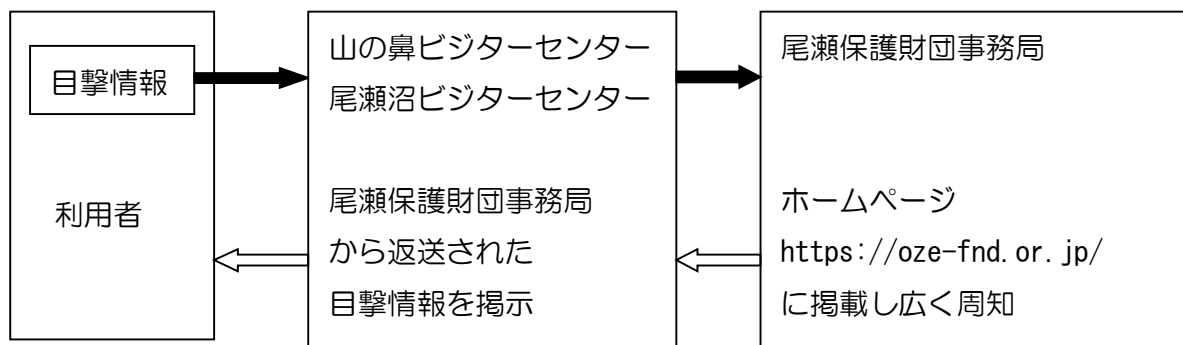 目撃情報
利用者
山の鼻ビジターセンター
尾瀬沼ビジターセンター
尾瀬保護財団事務局
から返送された
目撃情報を掲示
尾瀬保護財団事務局
ホームページ
https://oze-fnd.or.jp/
に掲載し広く周知